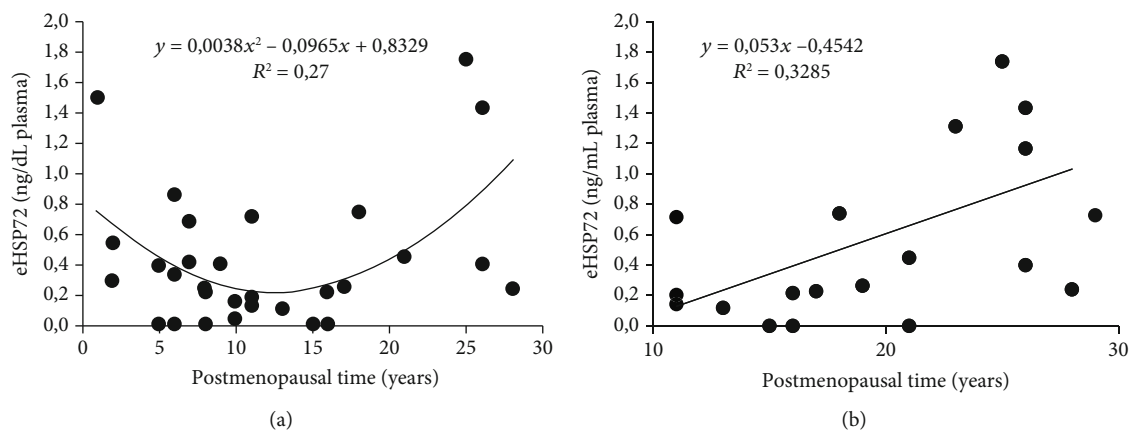 2,0
1,8
1,6
1,4
1,2
1,0
0,8
0,6
0,4
0,2
0,0
eHSP72 (ng/dL plasma)
y = 0,0038x² – 0,0965x + 0,8329
R² = 0,27
0 5 10 15 20 25 30
Postmenopausal time (years)
(a)
2,0
1,8
1,6
1,4
1,2
1,0
0,8
0,6
0,4
0,2
0,0
eHSP72 (ng/mL plasma)
y = 0,053x –0,4542
R² = 0,3285
10 20 30
Postmenopausal time (years)
(b)